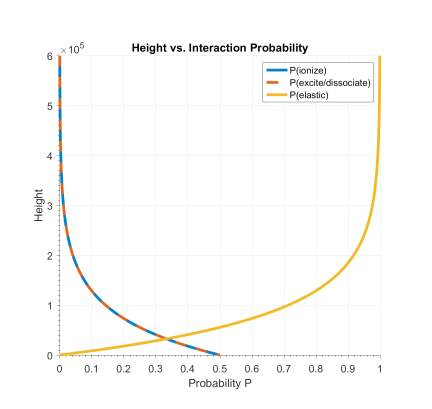 Height vs. Interaction Probability
×10^5
P(ionize)
P(excite/dissociate)
P(elastic)
6
5
4
3
2
1
0
Height
0 0.1 0.2 0.3 0.4 0.5 0.6 0.7 0.8 0.9 1
Probability P